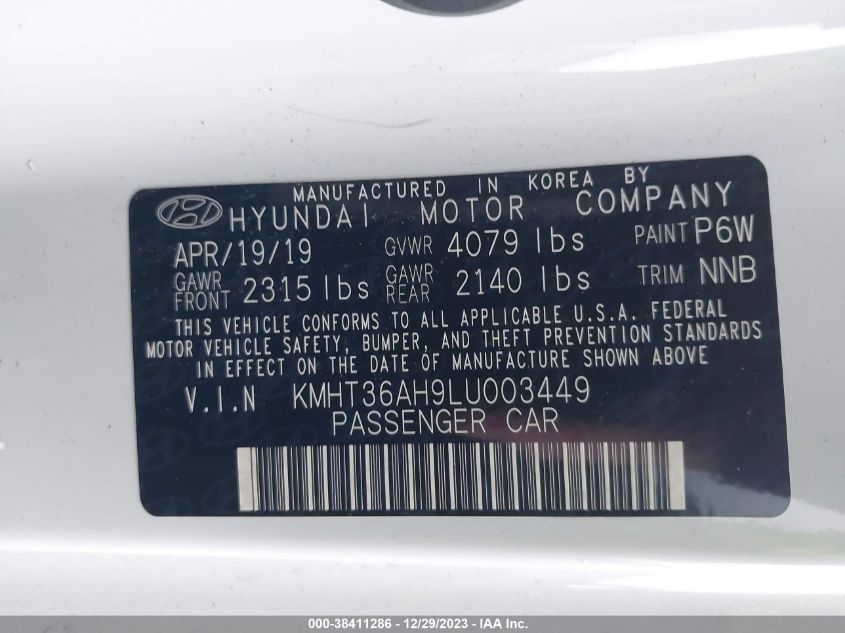 MANUFACTURED IN KOREA BY
HYUNDAI MOTOR COMPANY
APR/19/19 GVWR 4079 lbs PAINT P6W
GAWR FRONT 2315 lbs GAWR REAR 2140 lbs TRIM NNB
THIS VEHICLE CONFORMS TO ALL APPLICABLE U.S.A. FEDERAL
MOTOR VEHICLE SAFETY, BUMPER, AND THEFT PREVENTION STANDARDS
IN EFFECT ON THE DATE OF MANUFACTURE SHOWN ABOVE
V.I.N KMHT36AH9LU003449
PASSENGER CAR
000-38411286 - 12/29/2023 - IAA Inc.